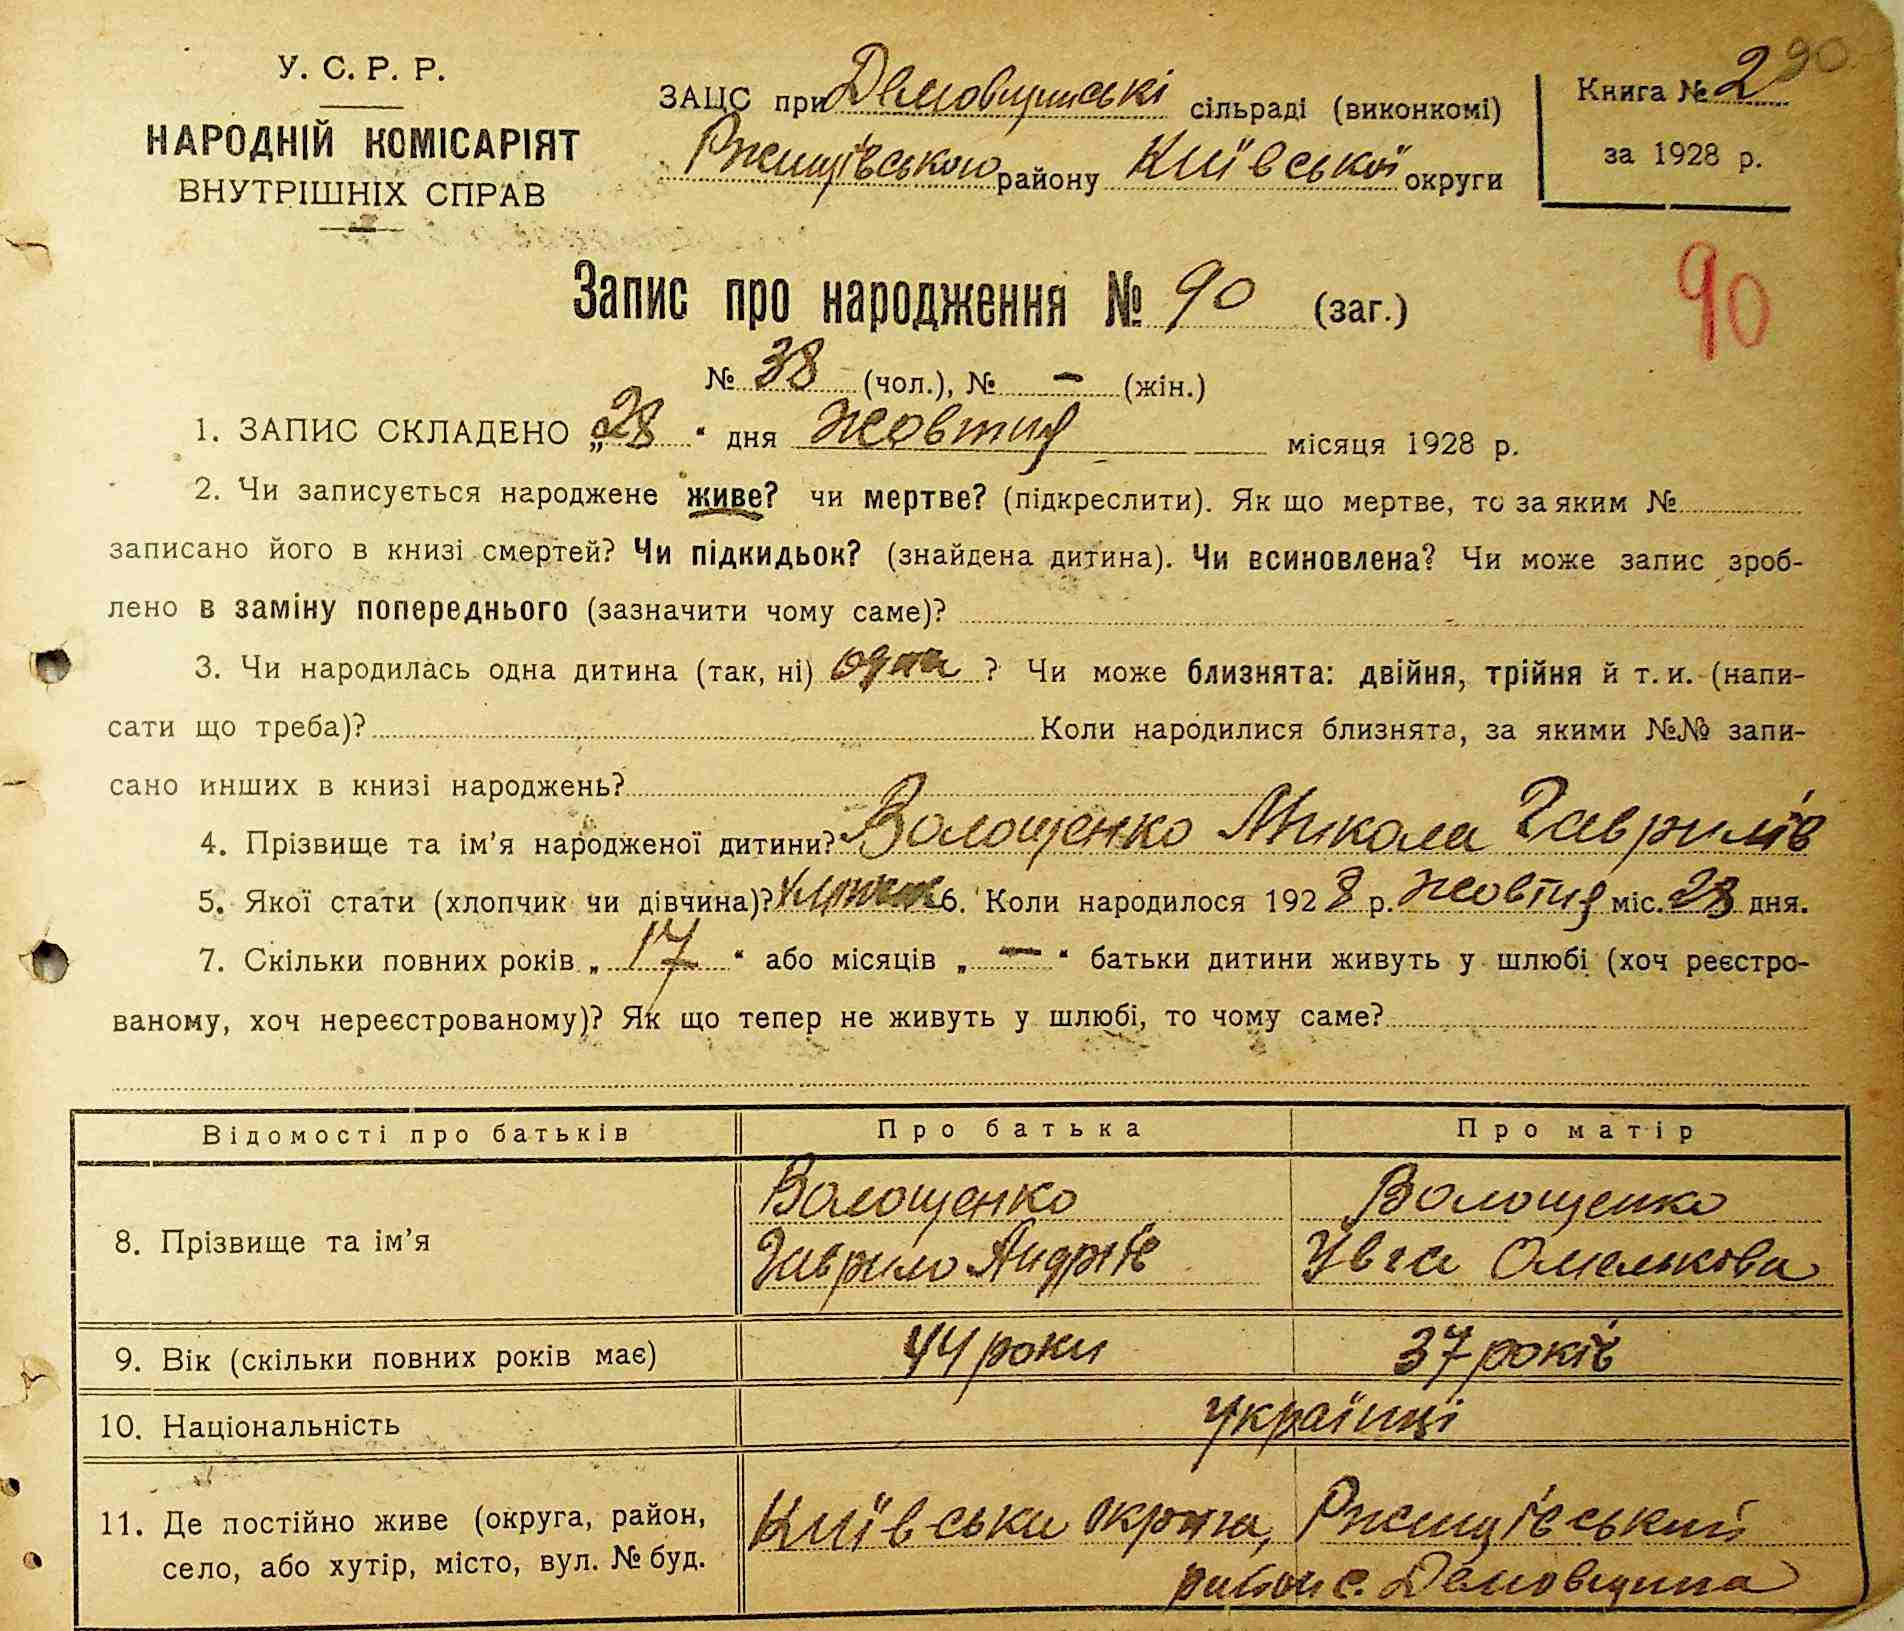 90
У. С. Р. Р.
НАРОДНІЙ КОМІСАРІЯТ
ВНУТРІШНІХ СПРАВ
ЗАЦС при Демовщинські сільраді (виконкомі)
Ржищівського району Київської округи
Книга № 2
за 1928 р.
Запис про народження № 90 (заг.)
90
№ 38 (чол.), № – (жін.)
1. ЗАПИС СКЛАДЕНО „28“ дня жовтня місяця 1928 р.
2. Чи записується народжене живе? чи мертве? (підкреслити). Як що мертве, то за яким №
записано його в книзі смертей? Чи підкидьок? (знайдена дитина). Чи всиновлена? Чи може запис зроб-
лено в заміну попереднього (зазначити чому саме)?
3. Чи народилась одна дитина (так, ні) одна ? Чи може близнята: двійня, трійня й т. и. (напи-
сати що треба)? Коли народилися близнята, за якими №№ запи-
сано инших в книзі народжень?
4. Прізвище та ім'я народженої дитини? Волощенко Микола Гаврилів
5. Якої стати (хлопчик чи дівчина)? хлопчик 6. Коли народилося 1928 р. жовтня міс. 28 дня.
7. Скільки повних років „17“ або місяців „–“ батьки дитини живуть у шлюбі (хоч реєстро-
ваному, хоч нереєстрованому)? Як що тепер не живуть у шлюбі, то чому саме?
Відомості про батьків Про батька Про матір
8. Прізвище та ім'я Волощенко Гаврило Андріїв Волощенко Ївга Омелькова
9. Вік (скільки повних років має) 44 роки 37 років
10. Національність українці
11. Де постійно живе (округа, район, Київська округа, Ржищівський
село, або хутір, місто, вул. № буд. район с. Демовщина